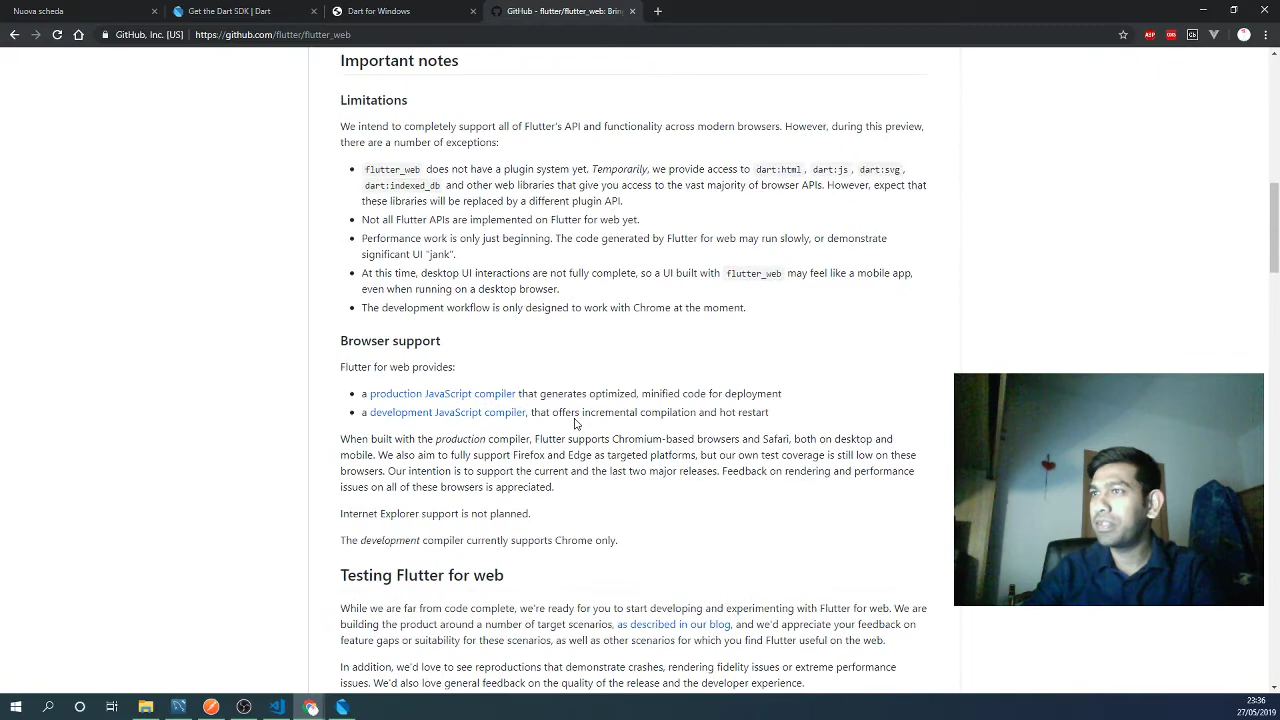 Nuova scheda
Get the Dart SDK | Dart
Dart for Windows
GitHub - flutter/flutter_web: Brin
GitHub, Inc. [US]
https://github.com/flutter/flutter_web
ABP
Important notes
Limitations
We intend to completely support all of Flutter's API and functionality across modern browsers. However, during this preview,
there are a number of exceptions:
flutter_web does not have a plugin system yet. Temporarily, we provide access to dart:html, dart:js, dart:svg,
dart:indexed_db and other web libraries that give you access to the vast majority of browser APIs. However, expect that
these libraries will be replaced by a different plugin API.
Not all Flutter APIs are implemented on Flutter for web yet.
Performance work is only just beginning. The code generated by Flutter for web may run slowly, or demonstrate
significant UI "jank".
At this time, desktop UI interactions are not fully complete, so a UI built with flutter_web may feel like a mobile app,
even when running on a desktop browser.
The development workflow is only designed to work with Chrome at the moment.
Browser support
Flutter for web provides:
a production JavaScript compiler that generates optimized, minified code for deployment
a development JavaScript compiler, that offers incremental compilation and hot restart
When built with the production compiler, Flutter supports Chromium-based browsers and Safari, both on desktop and
mobile. We also aim to fully support Firefox and Edge as targeted platforms, but our own test coverage is still low on these
browsers. Our intention is to support the current and the last two major releases. Feedback on rendering and performance
issues on all of these browsers is appreciated.
Internet Explorer support is not planned.
The development compiler currently supports Chrome only.
Testing Flutter for web
While we are far from code complete, we're ready for you to start developing and experimenting with Flutter for web. We are
building the product around a number of target scenarios, as described in our blog, and we'd appreciate your feedback on
feature gaps or suitability for these scenarios, as well as other scenarios for which you find Flutter useful on the web.
In addition, we'd love to see reproductions that demonstrate crashes, rendering fidelity issues or extreme performance
issues. We'd also love general feedback on the quality of the release and the developer experience.
23:36
27/05/2019